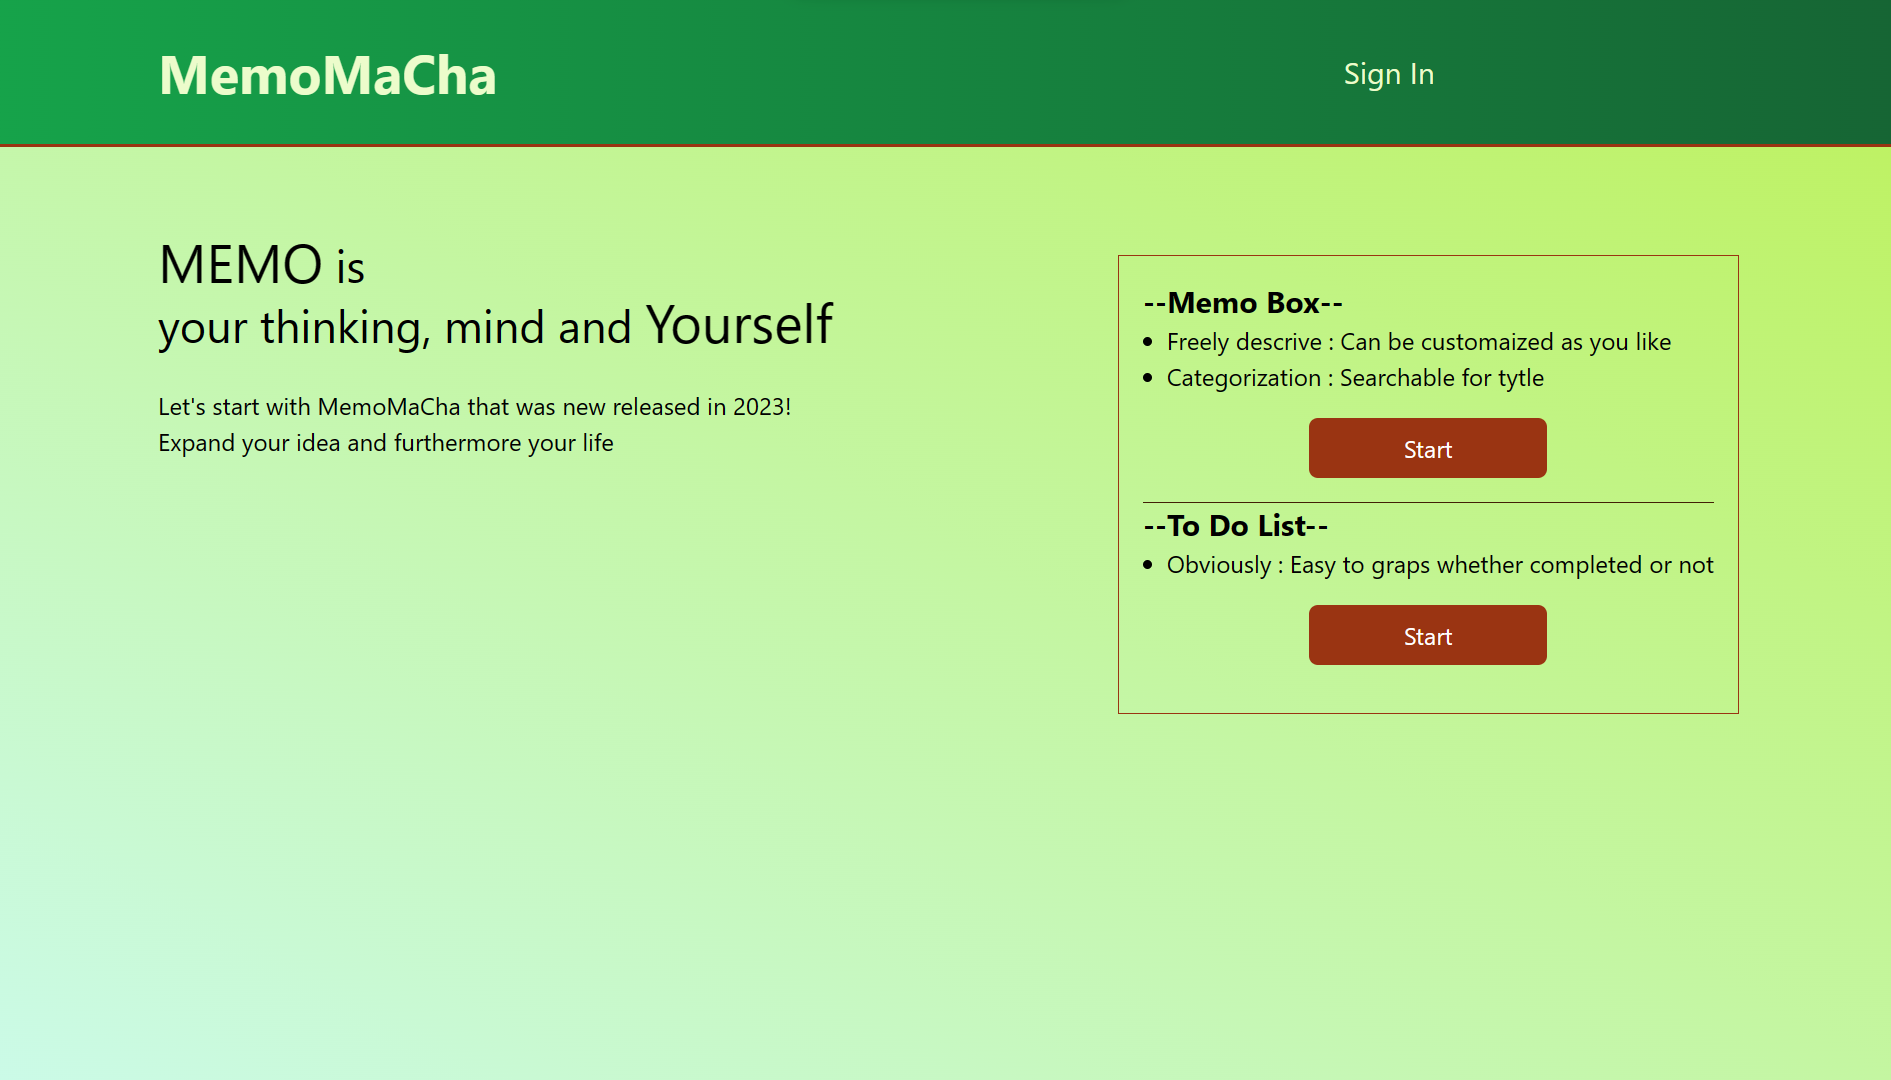 MemoMaCha
Sign In
MEMO is
your thinking, mind and Yourself
Let's start with MemoMaCha that was new released in 2023!
Expand your idea and furthermore your life
--Memo Box--
• Freely descrive : Can be customaized as you like
• Categorization : Searchable for tytle
Start
--To Do List--
• Obviously : Easy to graps whether completed or not
Start